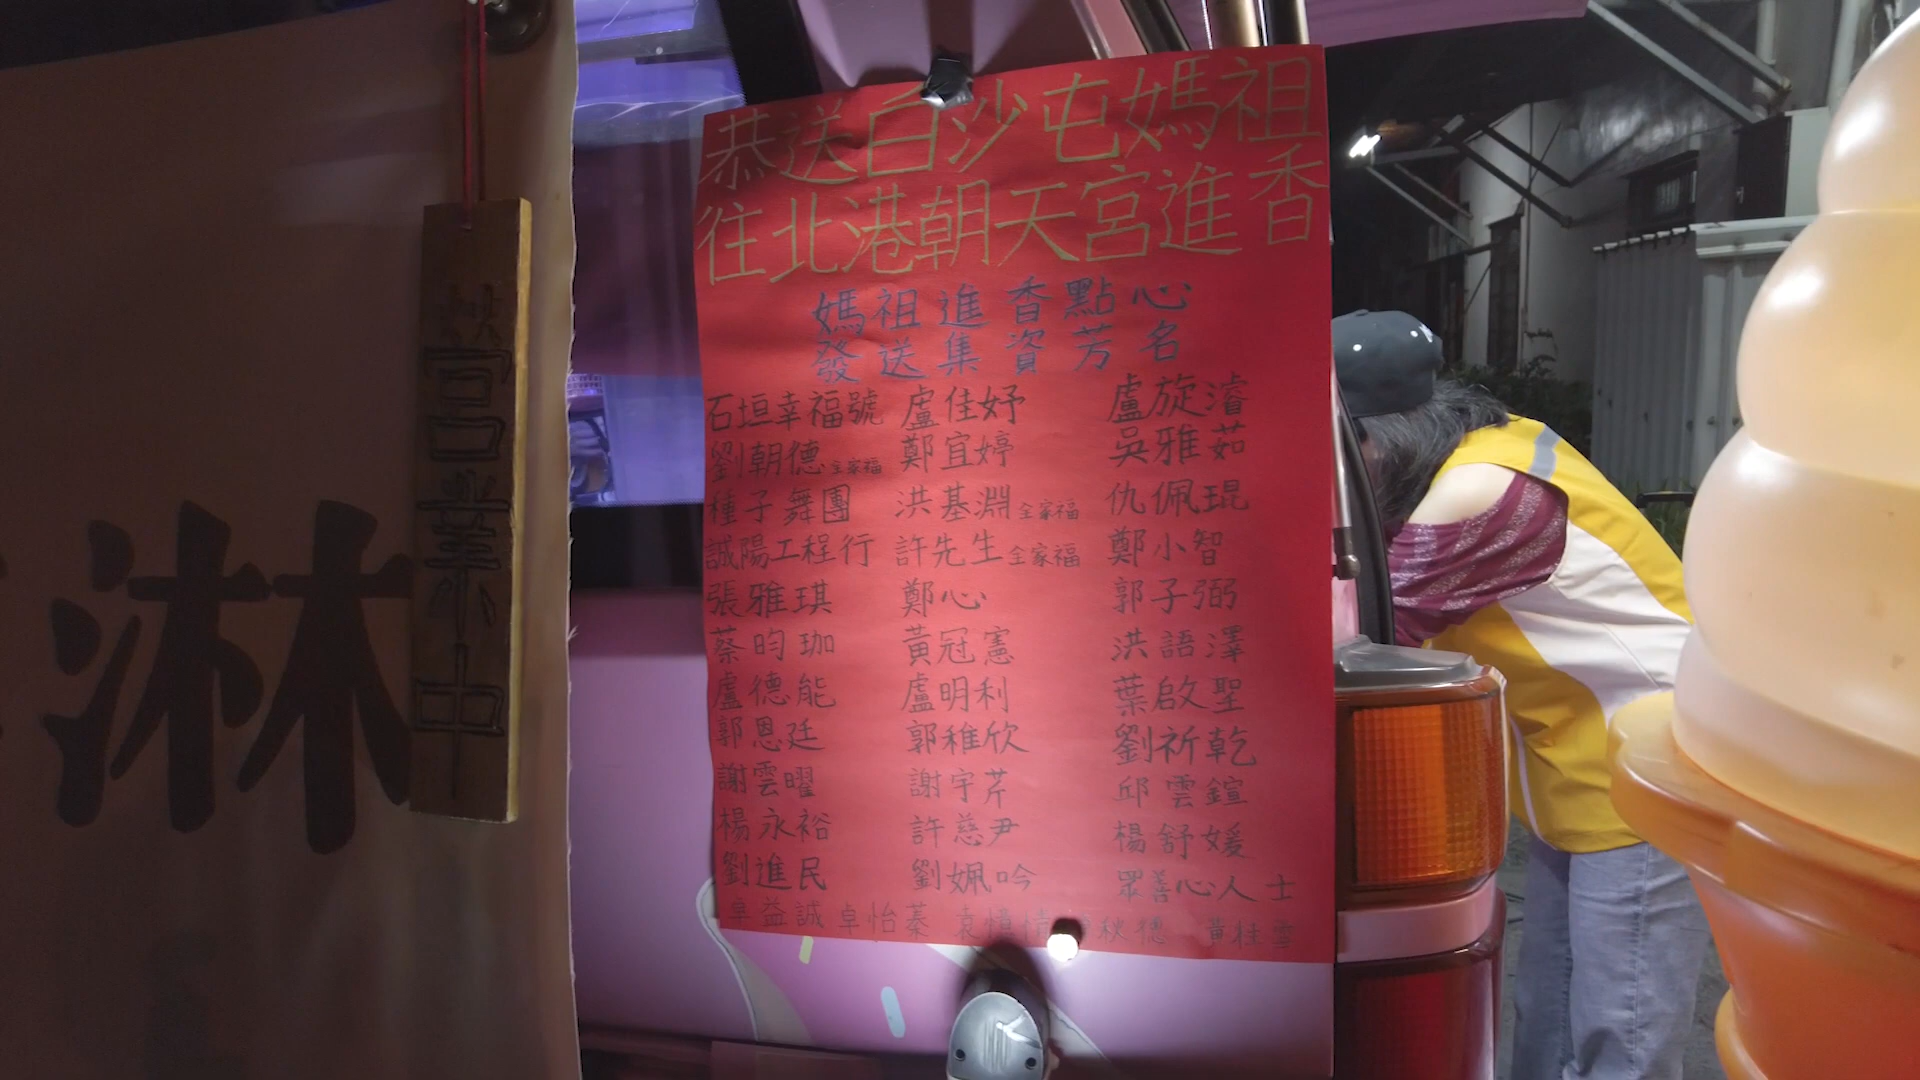 淋
營業中
恭送白沙屯媽祖
往北港朝天宮進香
媽祖進香點心
發送集資芳名
石垣幸福號 盧佳妤 盧旋濬
劉朝德全家福 鄭宜婷 吳雅茹
種子舞團 洪基淵全家福 仇佩琨
誠陽工程行 許先生全家福 鄭小智
張雅琪 鄭心 郭子弼
蔡昀珈 黃冠憲 洪語澤
盧德能 盧明利 葉啟聖
郭恩廷 郭稚欣 劉祈乾
謝雲曜 謝宇芹 邱雲鍹
楊永裕 許慈尹 楊舒媛
劉進民 劉姵吟 眾善心人士
益誠 卓怡蓁 袁 秋德 黃桂雪